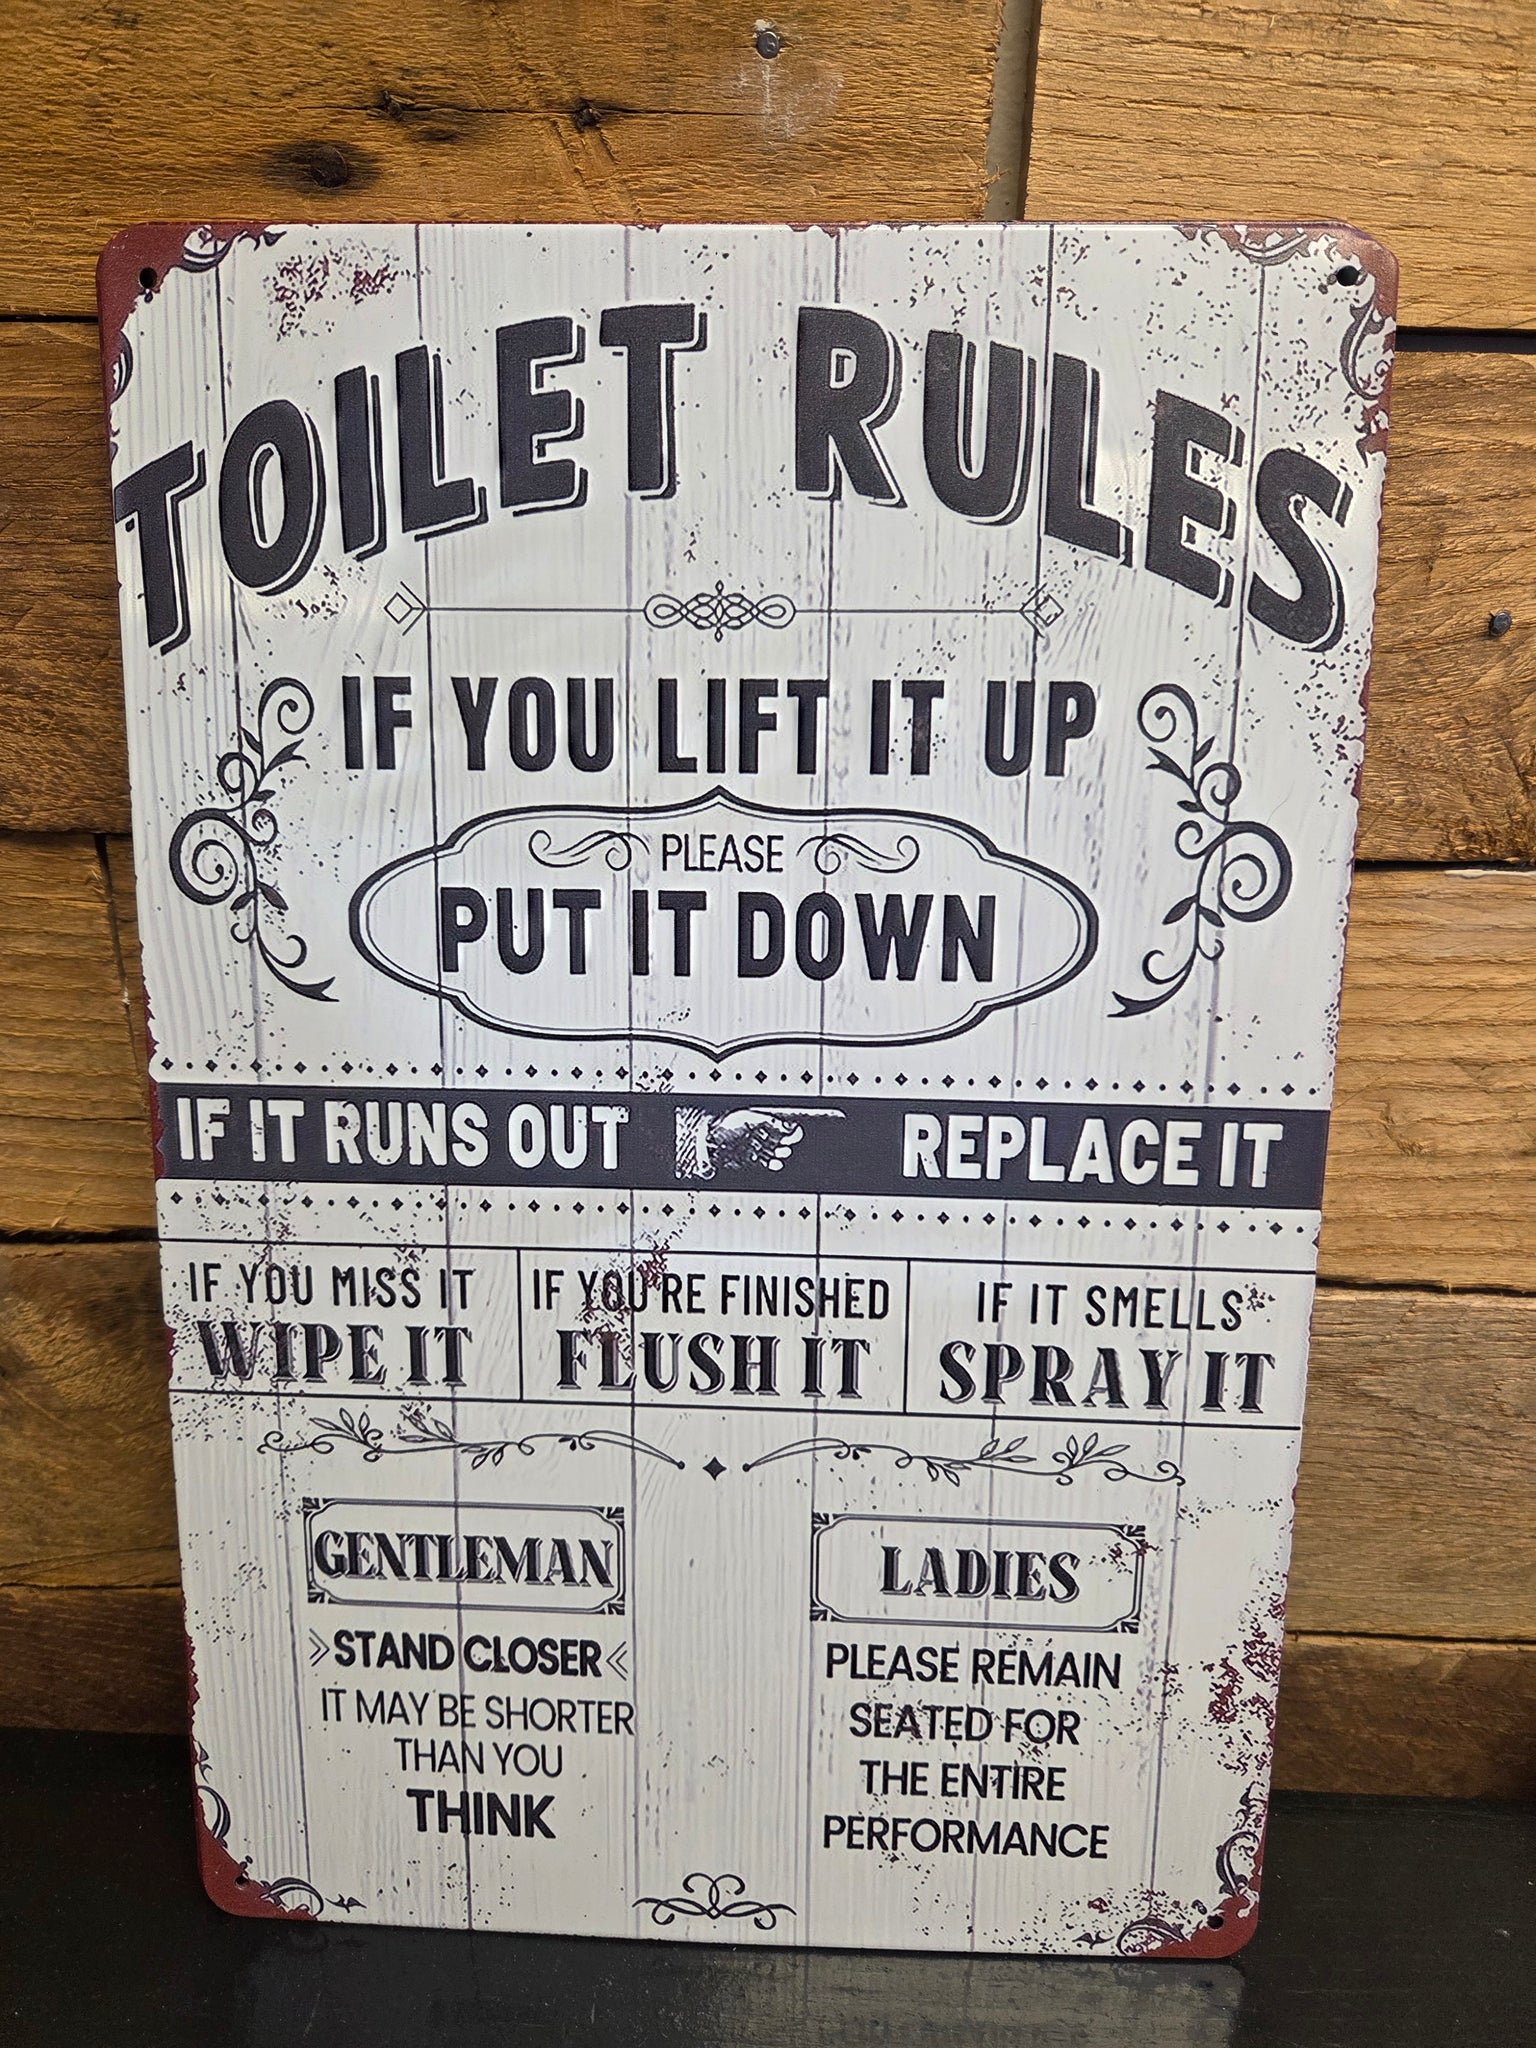 TOILET RULES
IF YOU LIFT IT UP
PLEASE
PUT IT DOWN
IF IT RUNS OUT REPLACE IT
IF YOU MISS IT
WIPE IT
IF YOU'RE FINISHED
FLUSH IT
IF IT SMELLS
SPRAY IT
GENTLEMAN
»STAND CLOSER«
IT MAY BE SHORTER
THAN YOU
THINK
LADIES
PLEASE REMAIN
SEATED FOR
THE ENTIRE
PERFORMANCE